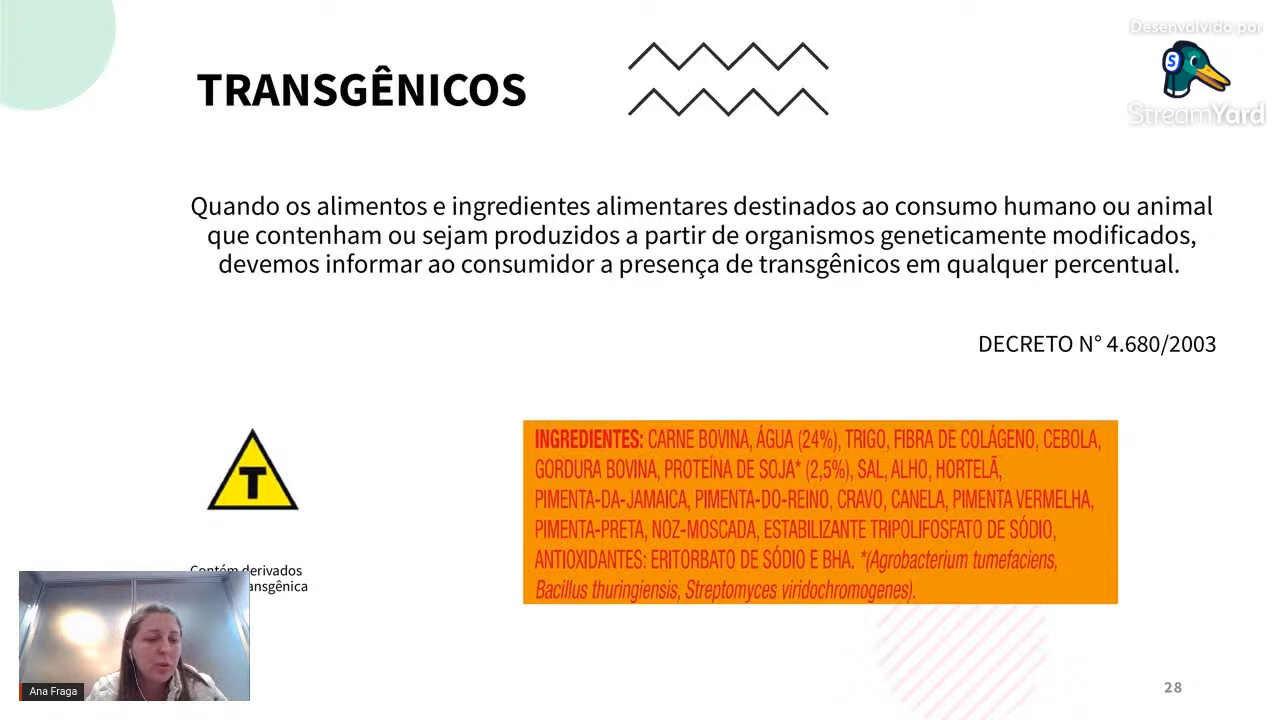 Desenvolvido por
StreamYard
TRANSGÊNICOS
Quando os alimentos e ingredientes alimentares destinados ao consumo humano ou animal
que contenham ou sejam produzidos a partir de organismos geneticamente modificados,
devemos informar ao consumidor a presença de transgênicos em qualquer percentual.
DECRETO N° 4.680/2003
T
INGREDIENTES: CARNE BOVINA, ÁGUA (24%), TRIGO, FIBRA DE COLÁGENO, CEBOLA,
GORDURA BOVINA, PROTEÍNA DE SOJA* (2,5%), SAL, ALHO, HORTELÃ,
PIMENTA-DA-JAMAICA, PIMENTA-DO-REINO, CRAVO, CANELA, PIMENTA VERMELHA,
PIMENTA-PRETA, NOZ-MOSCADA, ESTABILIZANTE TRIPOLIFOSFATO DE SÓDIO,
ANTIOXIDANTES: ERITORBATO DE SÓDIO E BHA. *(Agrobacterium tumefaciens,
Bacillus thuringiensis, Streptomyces viridochromogenes).
Contém derivados
ansgênica
Ana Fraga
28